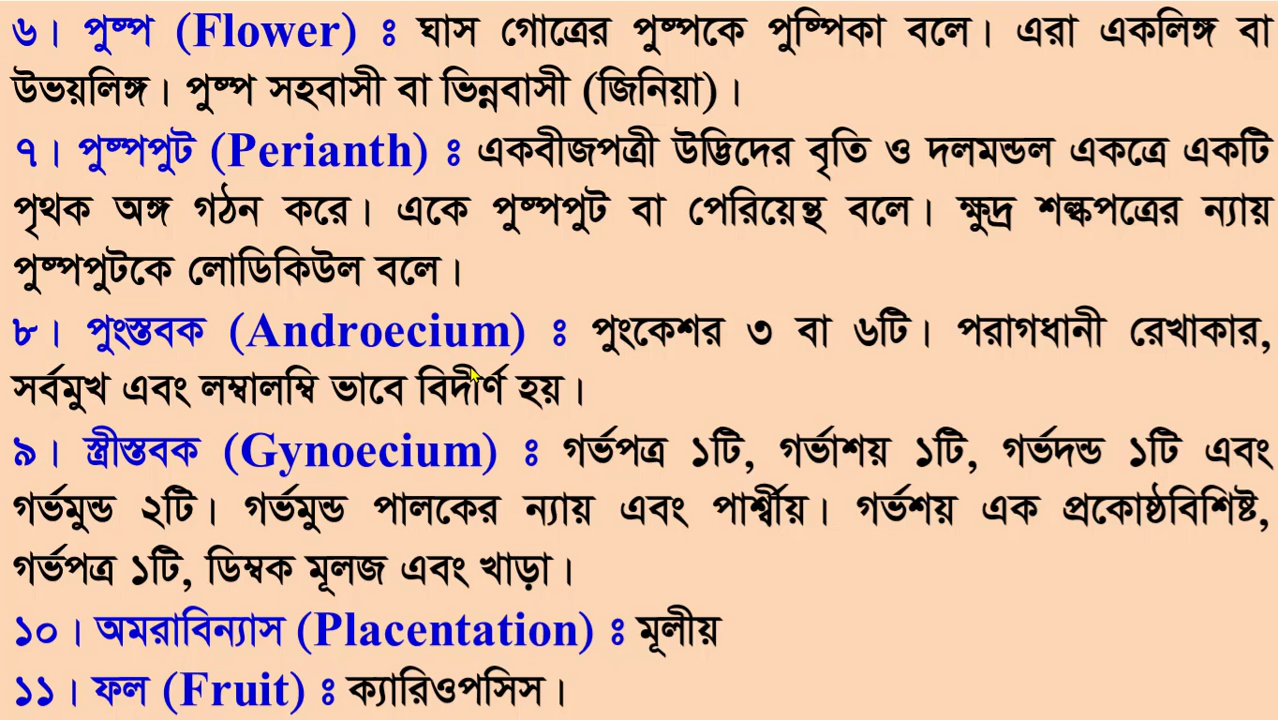 ৬। পুষ্প (Flower) ঃ ঘাস গোত্রের পুষ্পকে পুষ্পিকা বলে। এরা একলিঙ্গ বা
উভয়লিঙ্গ। পুষ্প সহবাসী বা ভিন্নবাসী (জিনিয়া)।
৭। পুষ্পপুট (Perianth) ঃ একবীজপত্রী উদ্ভিদের বৃতি ও দলমন্ডল একত্রে একটি
পৃথক অঙ্গ গঠন করে। একে পুষ্পপুট বা পেরিয়েন্থ বলে। ক্ষুদ্র শল্কপত্রের ন্যায়
পুষ্পপুটকে লোডিকিউল বলে।
৮। পুংস্তবক (Androecium) ঃ পুংকেশর ৩ বা ৬টি। পরাগধানী রেখাকার,
সর্বমুখ এবং লম্বালম্বি ভাবে বিদীর্ণ হয়।
৯। স্ত্রীস্তবক (Gynoecium) ঃ গর্ভপত্র ১টি, গর্ভাশয় ১টি, গর্ভদন্ড ১টি এবং
গর্ভমুন্ড ২টি। গর্ভমুন্ড পালকের ন্যায় এবং পার্শ্বীয়। গর্ভশয় এক প্রকোষ্ঠবিশিষ্ট,
গর্ভপত্র ১টি, ডিম্বক মূলজ এবং খাড়া।
১০। অমরাবিন্যাস (Placentation) ঃ মূলীয়
১১। ফল (Fruit) ঃ ক্যারিওপসিস।